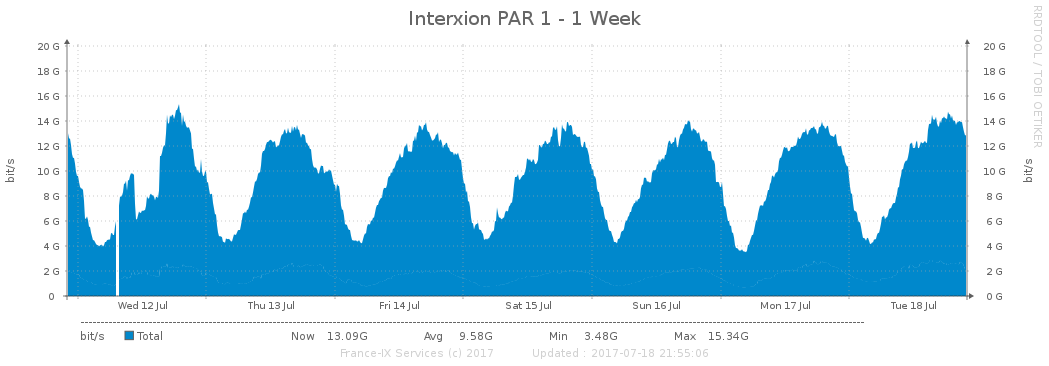 Interxion PAR 1 - 1 Week
RRDTOOL / TOBI OETIKER
20 G 20 G
18 G 18 G
16 G 16 G
14 G 14 G
12 G 12 G
10 G 10 G
8 G 8 G
6 G 6 G
4 G 4 G
2 G 2 G
0 0 G
bit/s bit/s
Wed 12 Jul Thu 13 Jul Fri 14 Jul Sat 15 Jul Sun 16 Jul Mon 17 Jul Tue 18 Jul
bit/s Total Now 13.09G Avg 9.58G Min 3.48G Max 15.34G
France-IX Services (c) 2017 Updated : 2017-07-18 21:55:06